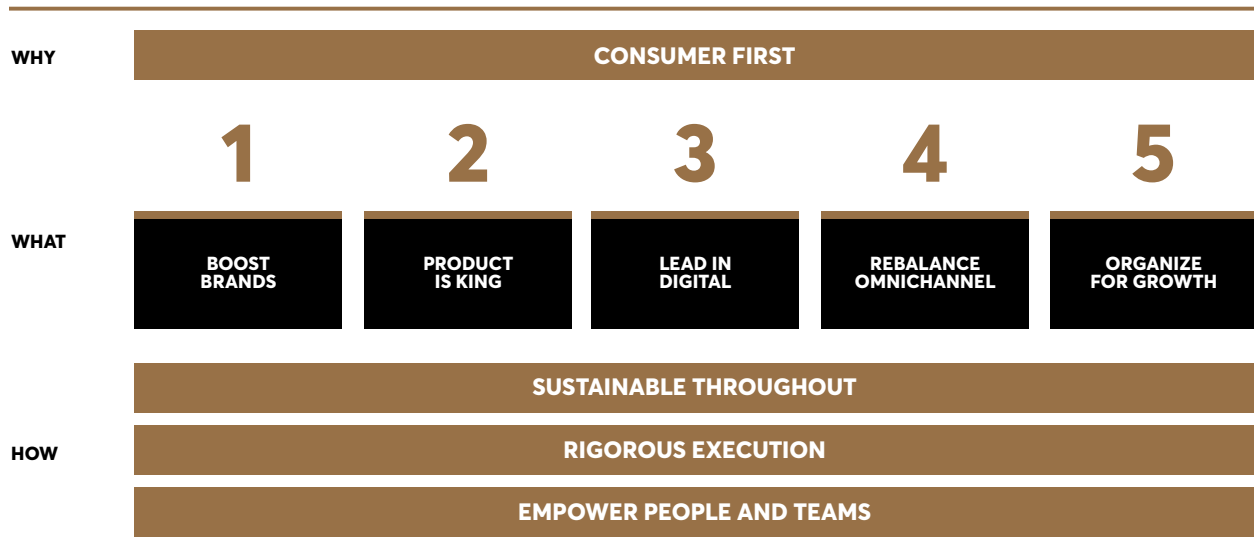 WHY
CONSUMER FIRST
1
2
3
4
5
WHAT
BOOST
BRANDS
PRODUCT
IS KING
LEAD IN
DIGITAL
REBALANCE
OMNICHANNEL
ORGANIZE
FOR GROWTH
SUSTAINABLE THROUGHOUT
HOW
RIGOROUS EXECUTION
EMPOWER PEOPLE AND TEAMS